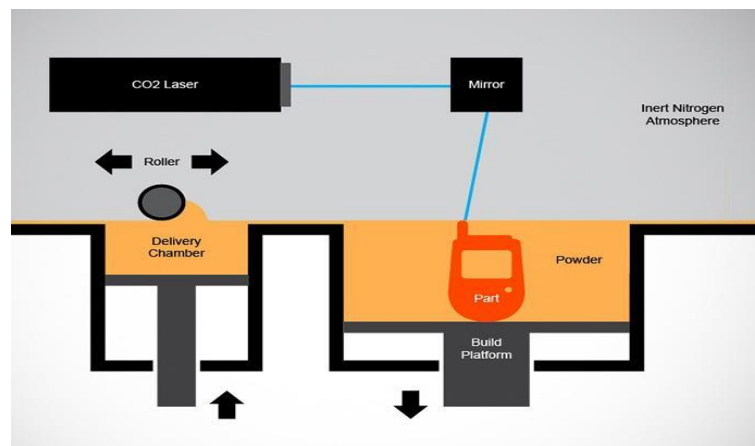 CO2 Laser
Mirror
Inert Nitrogen
Atmosphere
Roller
Delivery
Chamber
Powder
Part
Build
Platform